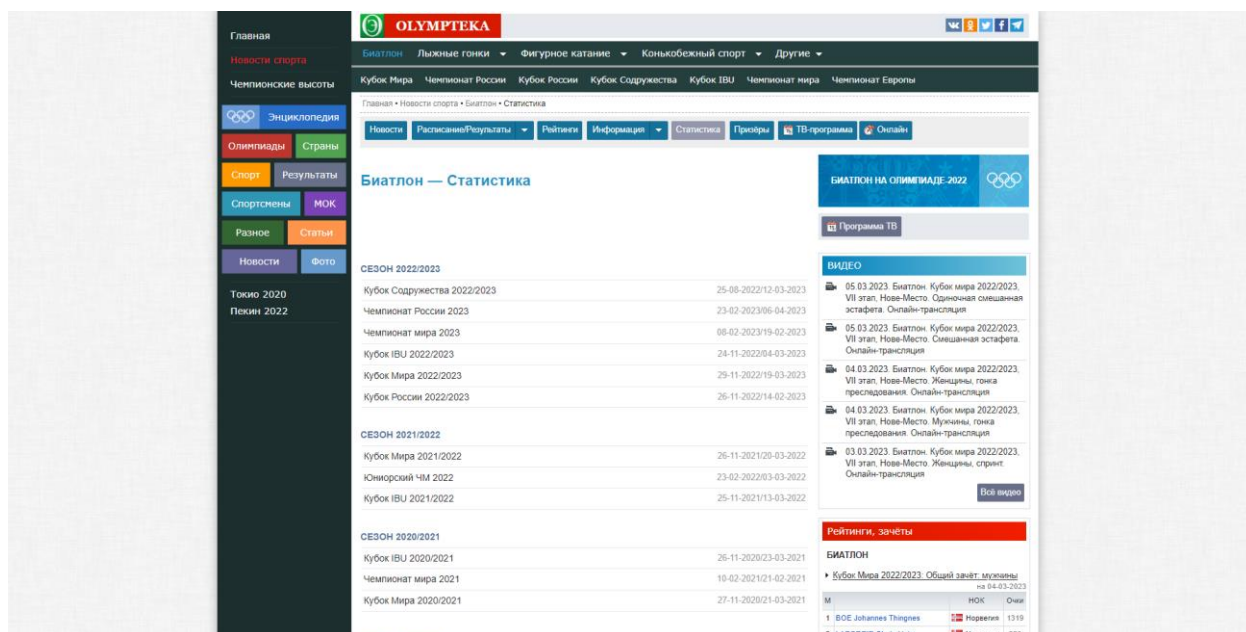 Главная
Новости спорта
Чемпионские высоты
Энциклопедия
Олимпиады Страны
Спорт Результаты
Спортсмены МОК
Разное Статьи
Новости Фото
Токио 2020
Пекин 2022
OLYMPTEKA
Биатлон Лыжные гонки Фигурное катание Конькобежный спорт Другие
Кубок Мира Чемпионат России Кубок России Кубок Содружества Кубок IBU Чемпионат мира Чемпионат Европы
Главная • Новости спорта • Биатлон • Статистика
Новости Расписание/Результаты Рейтинги Информация Статистика Призёры ТВ-программа Онлайн
Биатлон — Статистика
СЕЗОН 2022/2023
Кубок Содружества 2022/2023 25-08-2022/12-03-2023
Чемпионат России 2023 23-02-2023/06-04-2023
Чемпионат мира 2023 08-02-2023/19-02-2023
Кубок IBU 2022/2023 24-11-2022/04-03-2023
Кубок Мира 2022/2023 29-11-2022/19-03-2023
Кубок России 2022/2023 26-11-2022/14-02-2023
СЕЗОН 2021/2022
Кубок Мира 2021/2022 26-11-2021/20-03-2022
Юниорский ЧМ 2022 23-02-2022/03-03-2022
Кубок IBU 2021/2022 25-11-2021/13-03-2022
СЕЗОН 2020/2021
Кубок IBU 2020/2021 26-11-2020/23-03-2021
Чемпионат мира 2021 10-02-2021/21-02-2021
Кубок Мира 2020/2021 27-11-2020/21-03-2021
БИАТЛОН НА ОЛИМПИАДЕ-2022
Программа ТВ
ВИДЕО
05.03.2023. Биатлон. Кубок мира 2022/2023,
VII этап, Нове-Место. Одиночная смешанная
эстафета. Онлайн-трансляция
05.03.2023. Биатлон. Кубок мира 2022/2023,
VII этап, Нове-Место. Смешанная эстафета.
Онлайн-трансляция
04.03.2023. Биатлон. Кубок мира 2022/2023,
VII этап, Нове-Место. Женщины, гонка
преследования. Онлайн-трансляция
04.03.2023. Биатлон. Кубок мира 2022/2023,
VII этап, Нове-Место. Мужчины, гонка
преследования. Онлайн-трансляция
03.03.2023. Биатлон. Кубок мира 2022/2023,
VII этап, Нове-Место. Женщины, спринт.
Онлайн-трансляция
Всё видео
Рейтинги, зачёты
БИАТЛОН
Кубок Мира 2022/2023: Общий зачёт: мужчины
на 04-03-2023
М НОК Очки
1 BOE Johannes Thingnes Норвегия 1319